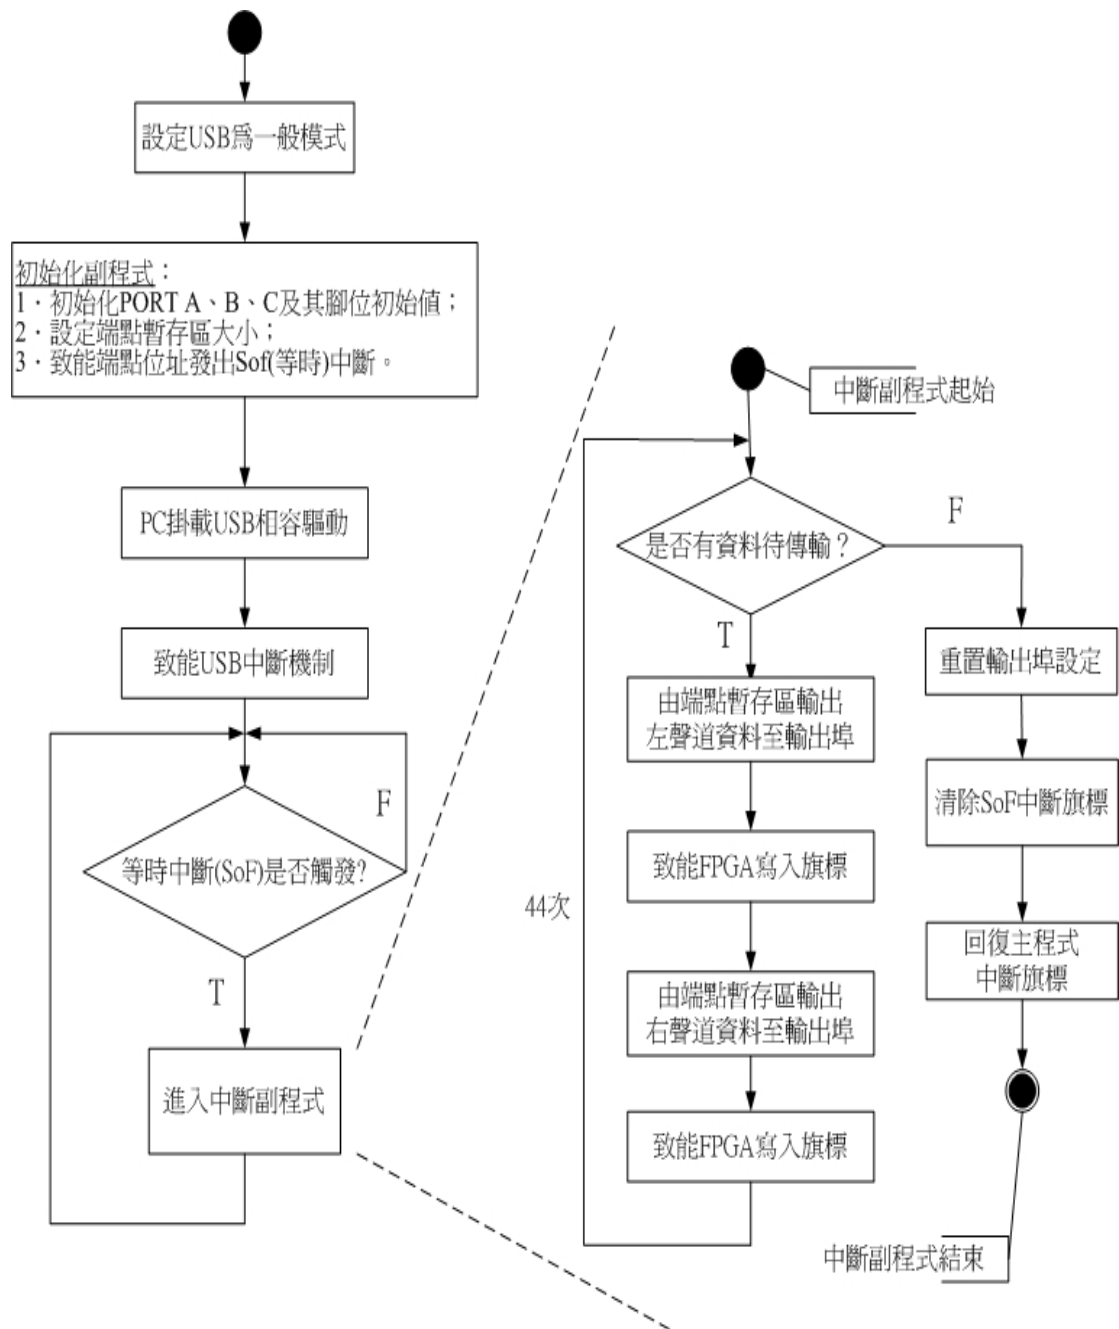 設定USB爲一般模式
初始化副程式：
1．初始化PORT A、B、C及其腳位初始值；
2．設定端點暫存區大小；
3．致能端點位址發出Sof(等時)中斷。
PC掛載USB相容驅動
致能USB中斷機制
F
等時中斷(SoF)是否觸發?
T
進入中斷副程式
中斷副程式起始
是否有資料待傳輸？
F
T
由端點暫存區輸出
左聲道資料至輸出埠
致能FPGA寫入旗標
44次
由端點暫存區輸出
右聲道資料至輸出埠
致能FPGA寫入旗標
重置輸出埠設定
清除SoF中斷旗標
回復主程式
中斷旗標
中斷副程式結束